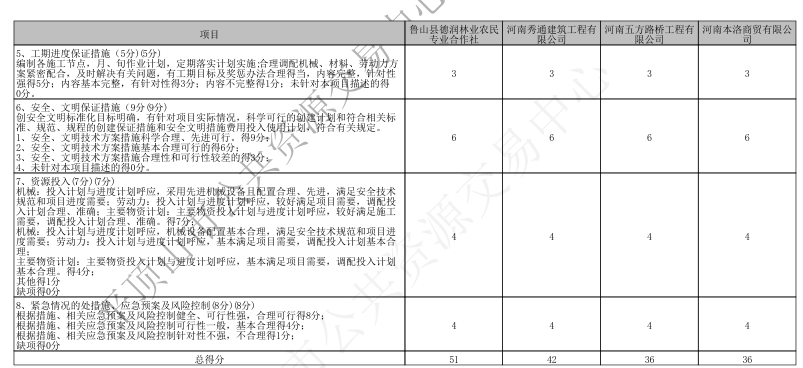 项目
鲁山县德润林业农民
专业合作社
河南秀通建筑工程有
限公司
河南五方路桥工程有
限公司
河南本洛商贸有限公
司
5、工期进度保证措施（5分)(5分)
编制各施工节点，月、旬作业计划，定期落实计划实施;合理调配机械、材料、劳动力方
案紧密配合，及时解决有关问题，有工期目标及奖惩办法合理得当，内容完整，针对性
强得5分；内容基本完整，有针对性得3分；内容不完整得1分；未针对本项目描述的得
0分。
3
3
3
3
6、安全、文明保证措施（9分)(9分)
创安全文明标准化目标明确，有针对项目实际情况，科学可行的创建计划和符合相关标
准、规范、规程的创建保证措施和安全文明措施费用投入使用计划，符合有关规定。
1、安全、文明技术方案措施科学合理、先进可行。得9分；
2、安全、文明技术方案措施基本合理可行的得6分；
3、安全、文明技术方案措施合理性和可行性较差的得3分；
4、未针对本项目描述的得0分。
6
6
6
6
7、资源投入(7分)(7分)
机械：投入计划与进度计划呼应，采用先进机械设备且配置合理、先进，满足安全技术
规范和项目进度需要；劳动力：投入计划与进度计划呼应，较好满足项目需要，调配投
入计划合理、准确；主要物资计划：主要物资投入计划与进度计划呼应，较好满足施工
需要，调配投入计划合理、准确。得7分；
机械：投入计划与进度计划呼应，机械设备配置基本合理，满足安全技术规范和项目进
度需要；劳动力：投入计划与进度计划呼应，基本满足项目需要，调配投入计划基本合
理；
主要物资计划：主要物资投入计划与进度计划呼应，基本满足项目需要，调配投入计划
基本合理。得4分；
其他得1分
缺项得0分
4
4
4
4
8、紧急情况的处措施、应急预案及风险控制(8分)(8分)
根据措施、相关应急预案及风险控制健全、可行性强，合理可行得8分；
根据措施、相关应急预案及风险控制可行性一般，基本合理得4分；
根据措施、相关应急预案及风险控制针对性不强，不合理得1分；
缺项得0分
4
4
4
4
总得分
51
42
36
36
平顶山市公共资源交易中心
市公共资源交易中心